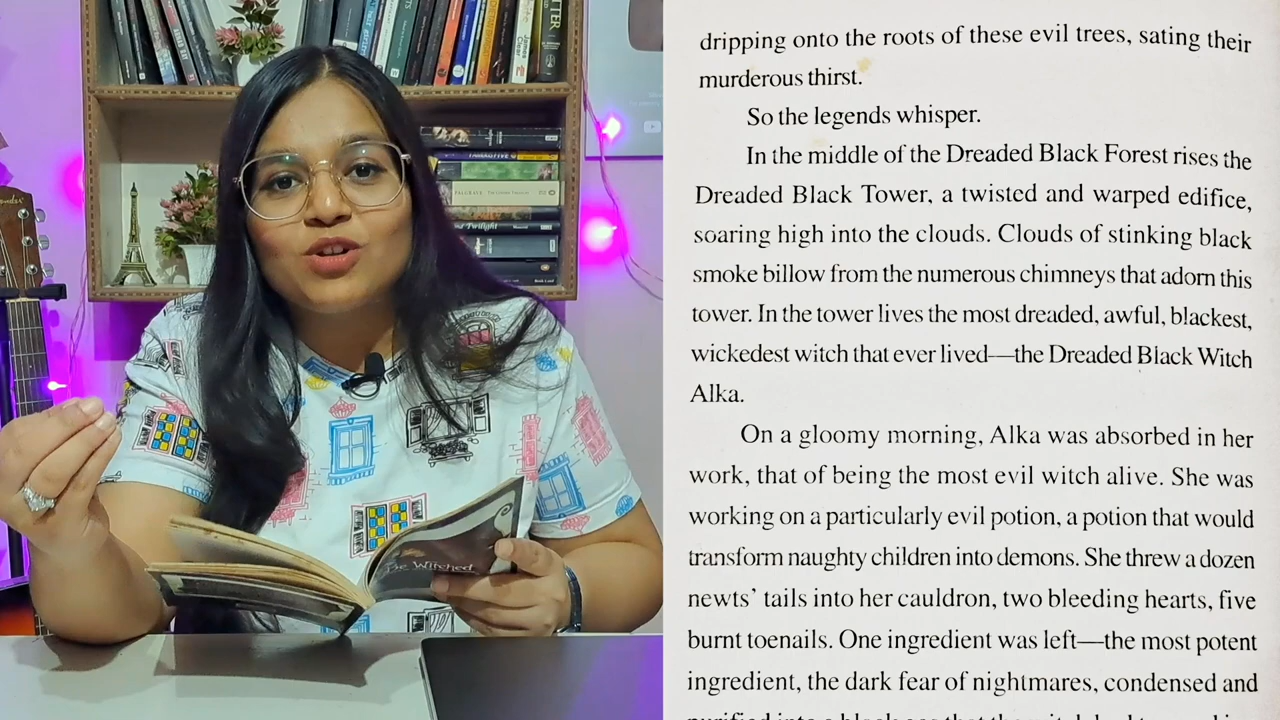 TTER
James
Clear
PALGRAVE
Twilight
The Witched
dripping onto the roots of these evil trees, sating their
murderous thirst.
So the legends whisper.
In the middle of the Dreaded Black Forest rises the
Dreaded Black Tower, a twisted and warped edifice,
soaring high into the clouds. Clouds of stinking black
smoke billow from the numerous chimneys that adorn this
tower. In the tower lives the most dreaded, awful, blackest,
wickedest witch that ever lived—the Dreaded Black Witch
Alka.
On a gloomy morning, Alka was absorbed in her
work, that of being the most evil witch alive. She was
working on a particularly evil potion, a potion that would
transform naughty children into demons. She threw a dozen
newts’ tails into her cauldron, two bleeding hearts, five
burnt toenails. One ingredient was left—the most potent
ingredient, the dark fear of nightmares, condensed and